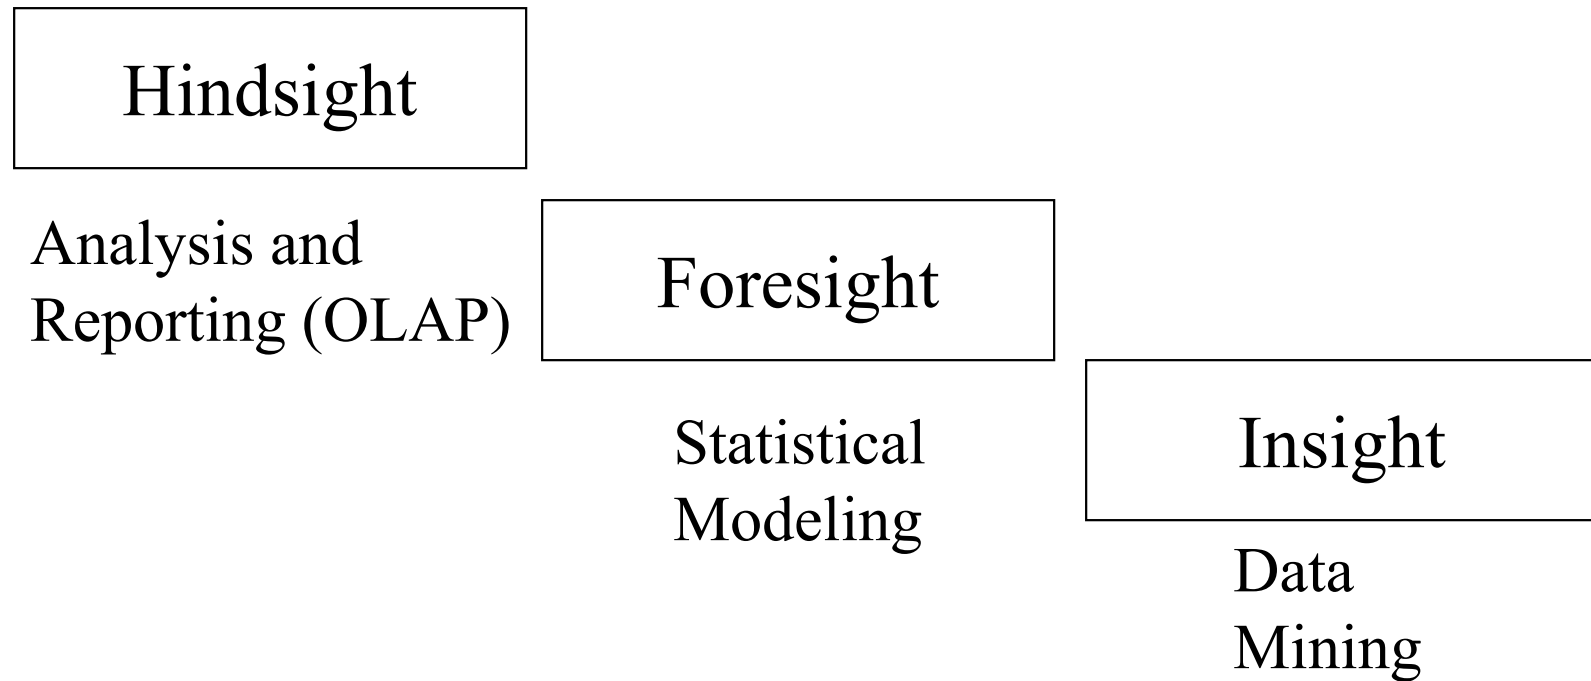 Hindsight
Analysis and
Reporting (OLAP)
Foresight
Statistical
Modeling
Insight
Data
Mining